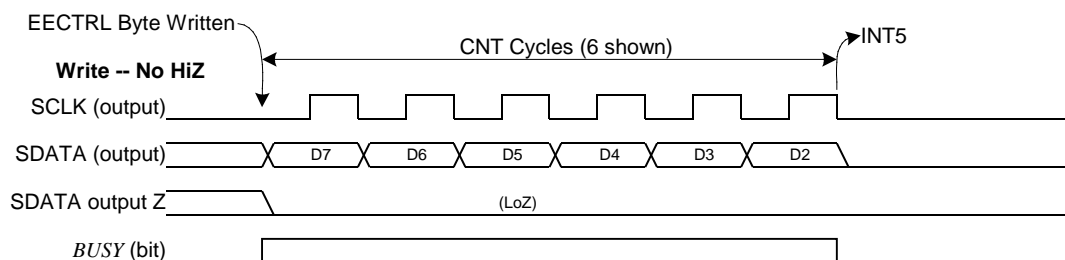 EECTRL Byte Written
CNT Cycles (6 shown)
INT5
Write -- No HiZ
SCLK (output)
SDATA (output)
D7 D6 D5 D4 D3 D2
SDATA output Z
(LoZ)
BUSY (bit)